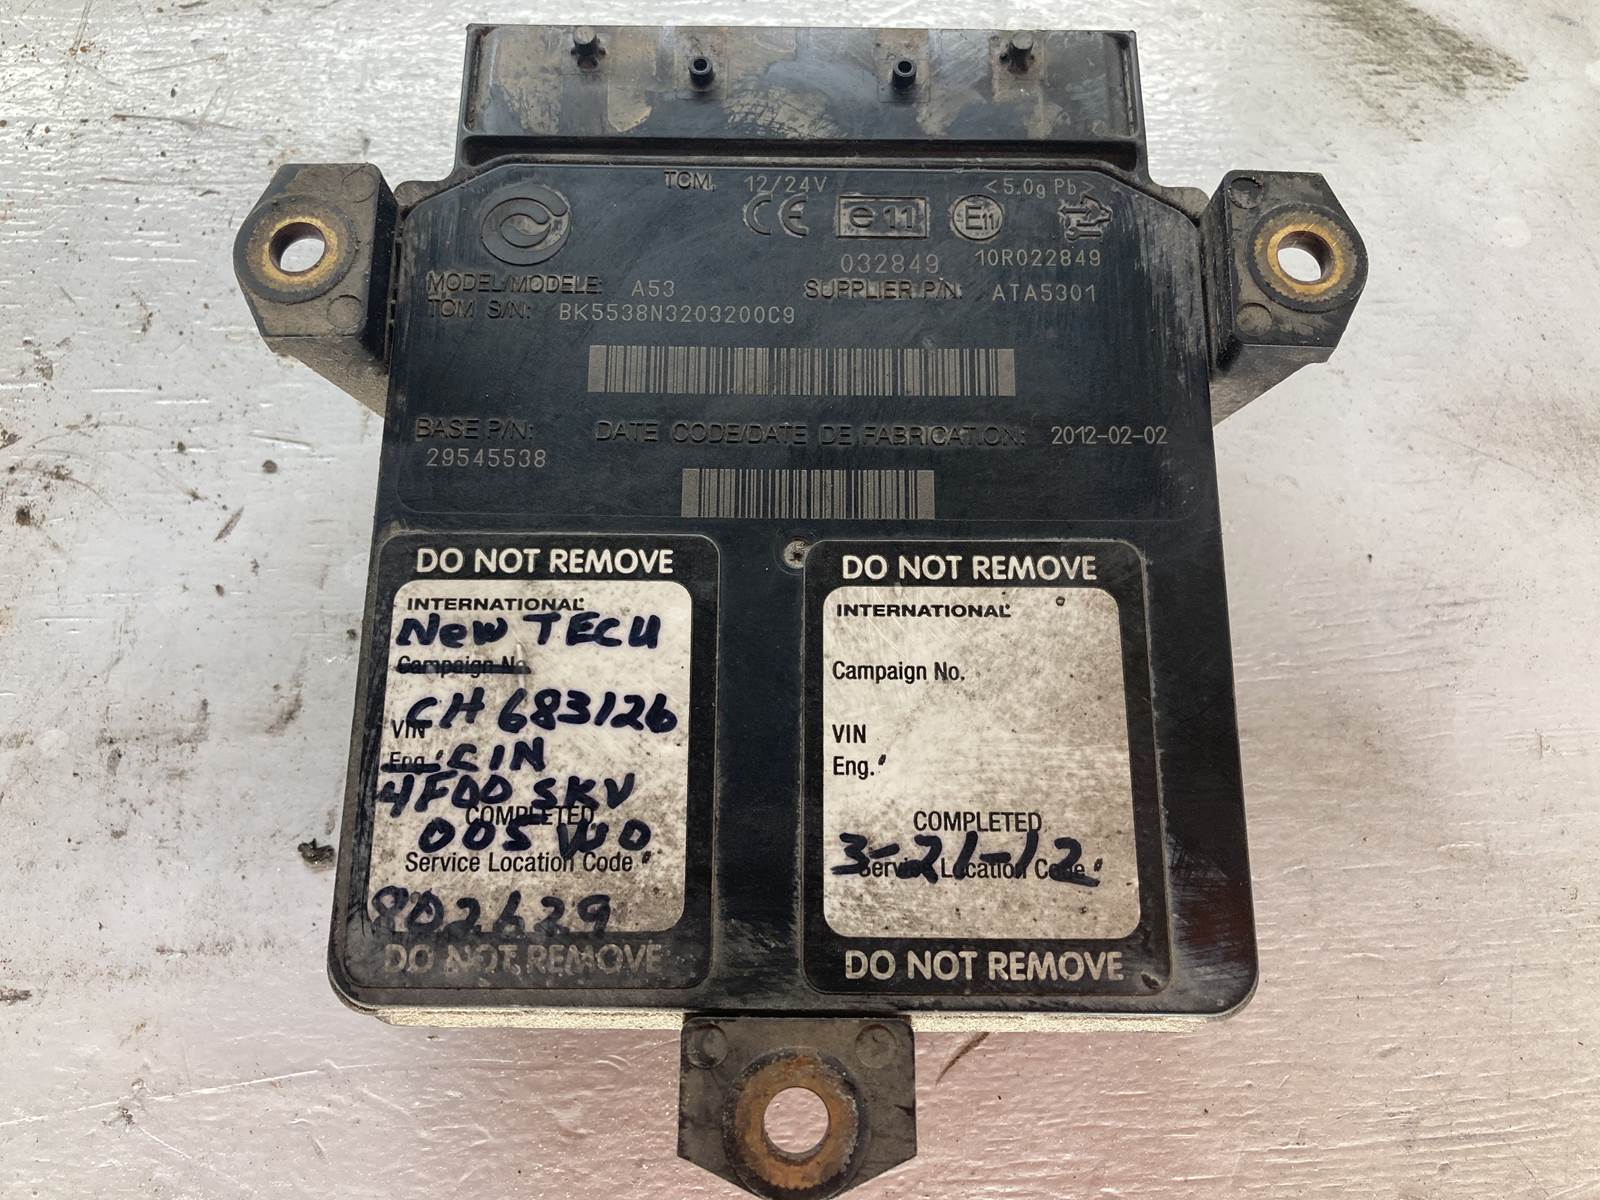 TCM. 12/24V <5.0g Pb>
CE e11 E11
032849 10R022849
MODEL/MODELE: A53 SUPPLIER P/N: ATA5301
TCM S/N: BK5538N3203200C9
BASE P/N: DATE CODE/DATE DE FABRICATION: 2012-02-02
29545538
DO NOT REMOVE
INTERNATIONAL
New TECU
Campaign No.
VIN CH 683126
Eng. CIN
4F00 SKV
COMPLETED
005
Service Location Code
802629
DO NOT REMOVE
DO NOT REMOVE
INTERNATIONAL
Campaign No.
VIN
Eng.
COMPLETED
3-21-12
Service Location Code
DO NOT REMOVE